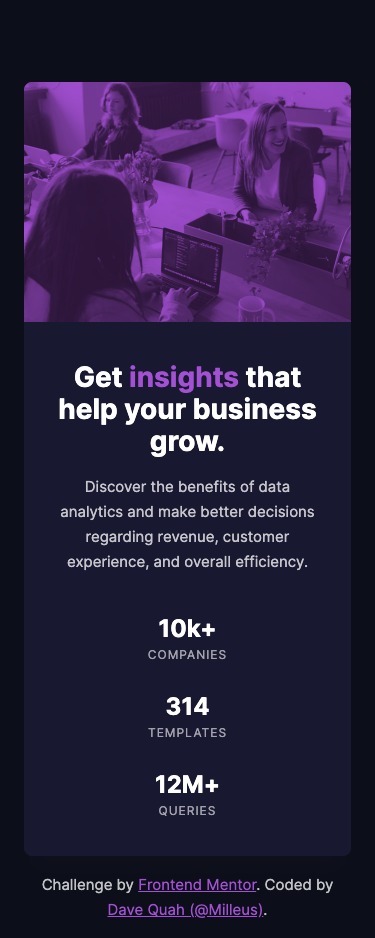 Get insights that
help your business
grow.
Discover the benefits of data
analytics and make better decisions
regarding revenue, customer
experience, and overall efficiency.
10k+
COMPANIES
314
TEMPLATES
12M+
QUERIES
Challenge by Frontend Mentor. Coded by
Dave Quah (@Milleus).